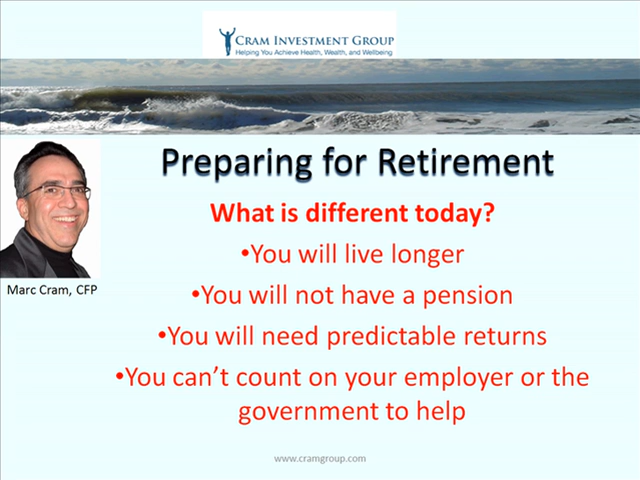 CRAM INVESTMENT GROUP
Helping You Achieve Health, Wealth, and Wellbeing
Preparing for Retirement
What is different today?
•You will live longer
•You will not have a pension
•You will need predictable returns
•You can’t count on your employer or the
government to help
Marc Cram, CFP
www.cramgroup.com